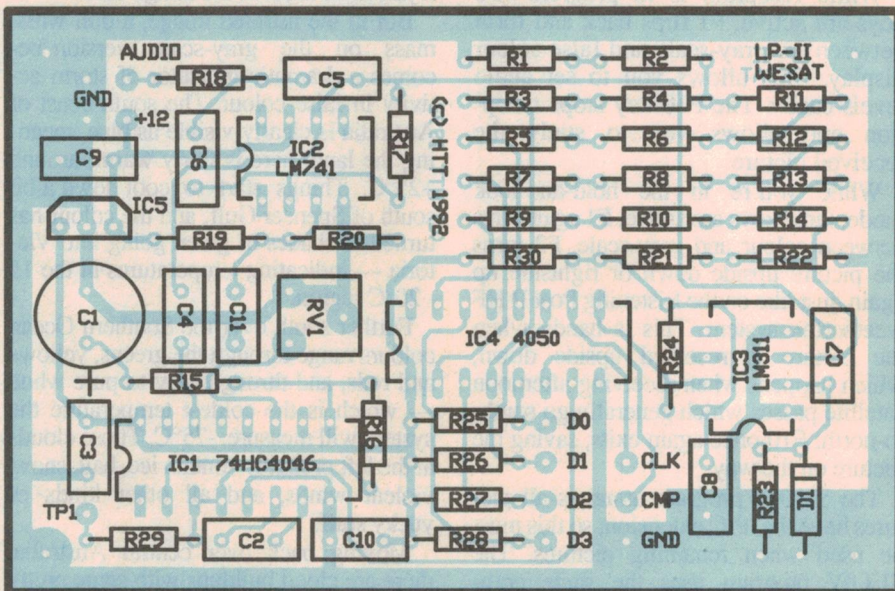 AUDIO
GND
+12
R18
C5
R1
R2
LP-II
WESAT
R3
R4
R11
R5
R6
R12
R7
R8
R13
R9
R10
R14
R30
R21
R22
C9
C6
IC2
LM741
R17
(c) HTT 1992
IC5
R19
R20
C1
C4
C11
RV1
IC4 4050
R24
IC3
LM311
C7
R15
C3
IC1 74HC4046
R16
R25
D0
R26
D1
CLK
R27
D2
CMP
R28
D3
GND
C8
R23
D1
TP1
R29
C2
C10